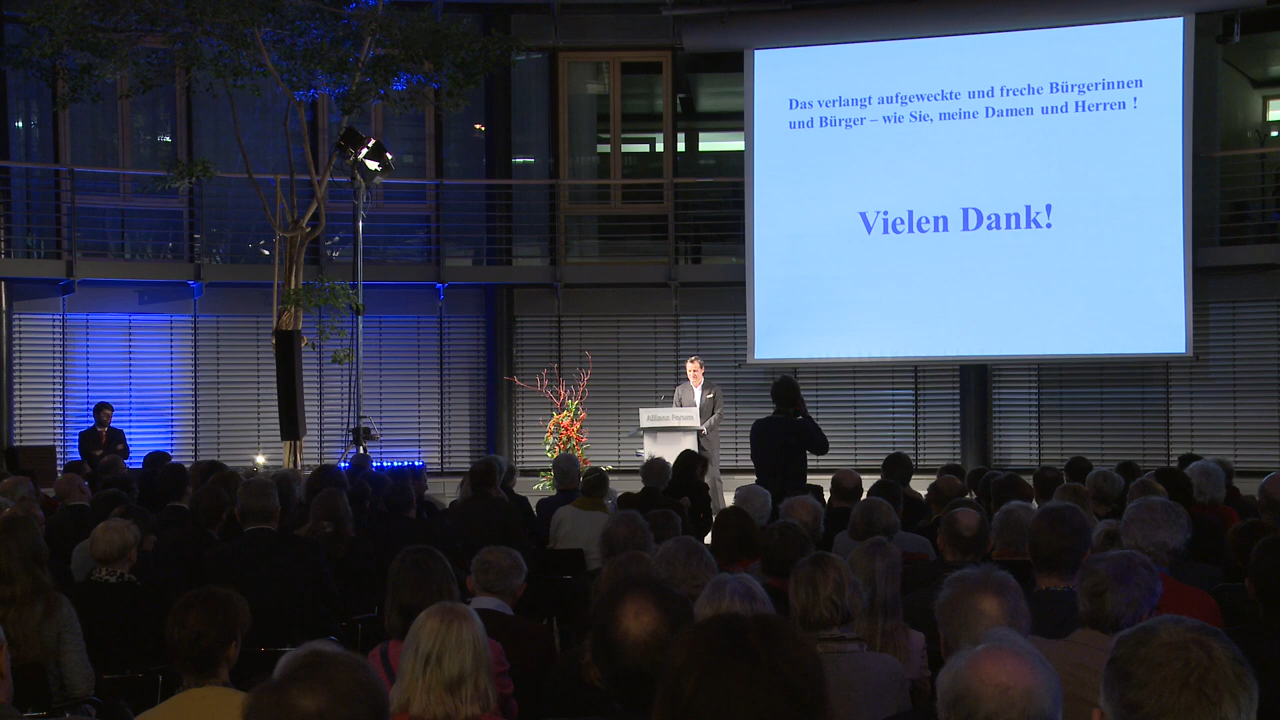 Das verlangt aufgeweckte und freche Bürgerinnen
und Bürger – wie Sie, meine Damen und Herren !
Vielen Dank!
Allianz Forum